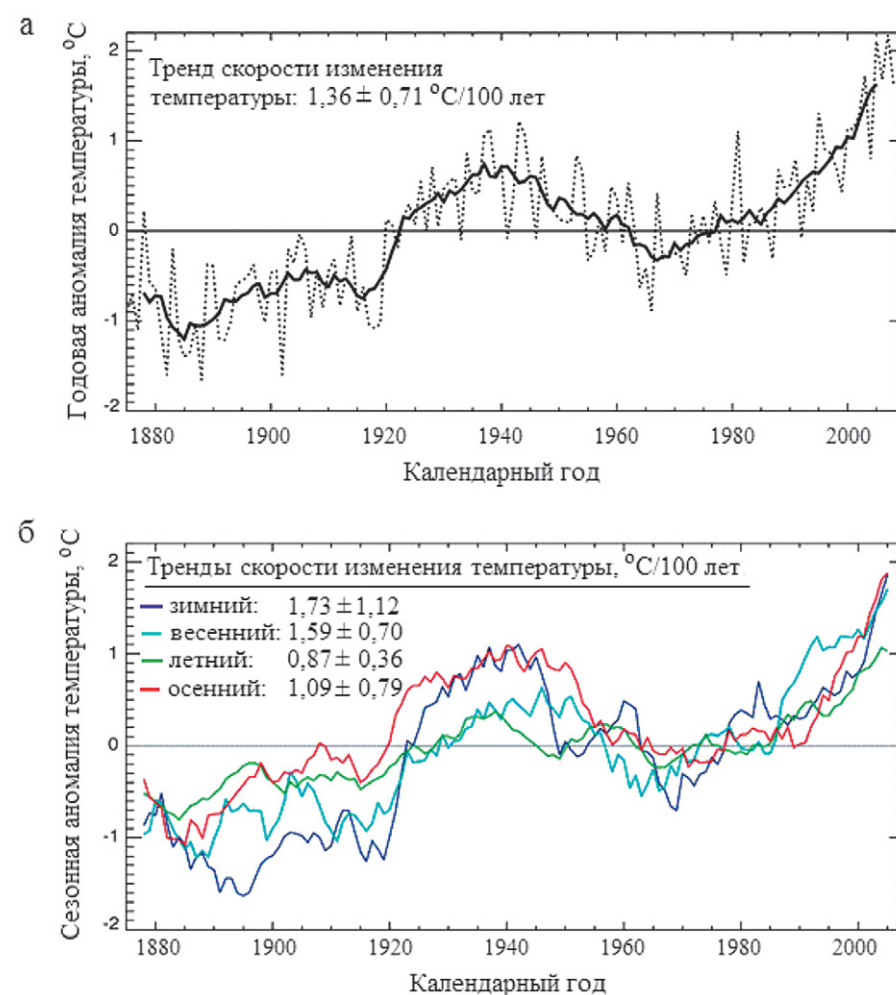 а
Годовая аномалия температуры, °C
Тренд скорости изменения
температуры: 1,36 ± 0,71 °C/100 лет
2
1
0
-1
-2
1880 1900 1920 1940 1960 1980 2000
Календарный год
б
Сезонная аномалия температуры, °C
Тренды скорости изменения температуры, °C/100 лет
зимний: 1,73 ± 1,12
весенний: 1,59 ± 0,70
летний: 0,87 ± 0,36
осенний: 1,09 ± 0,79
2
1
0
-1
-2
1880 1900 1920 1940 1960 1980 2000
Календарный год